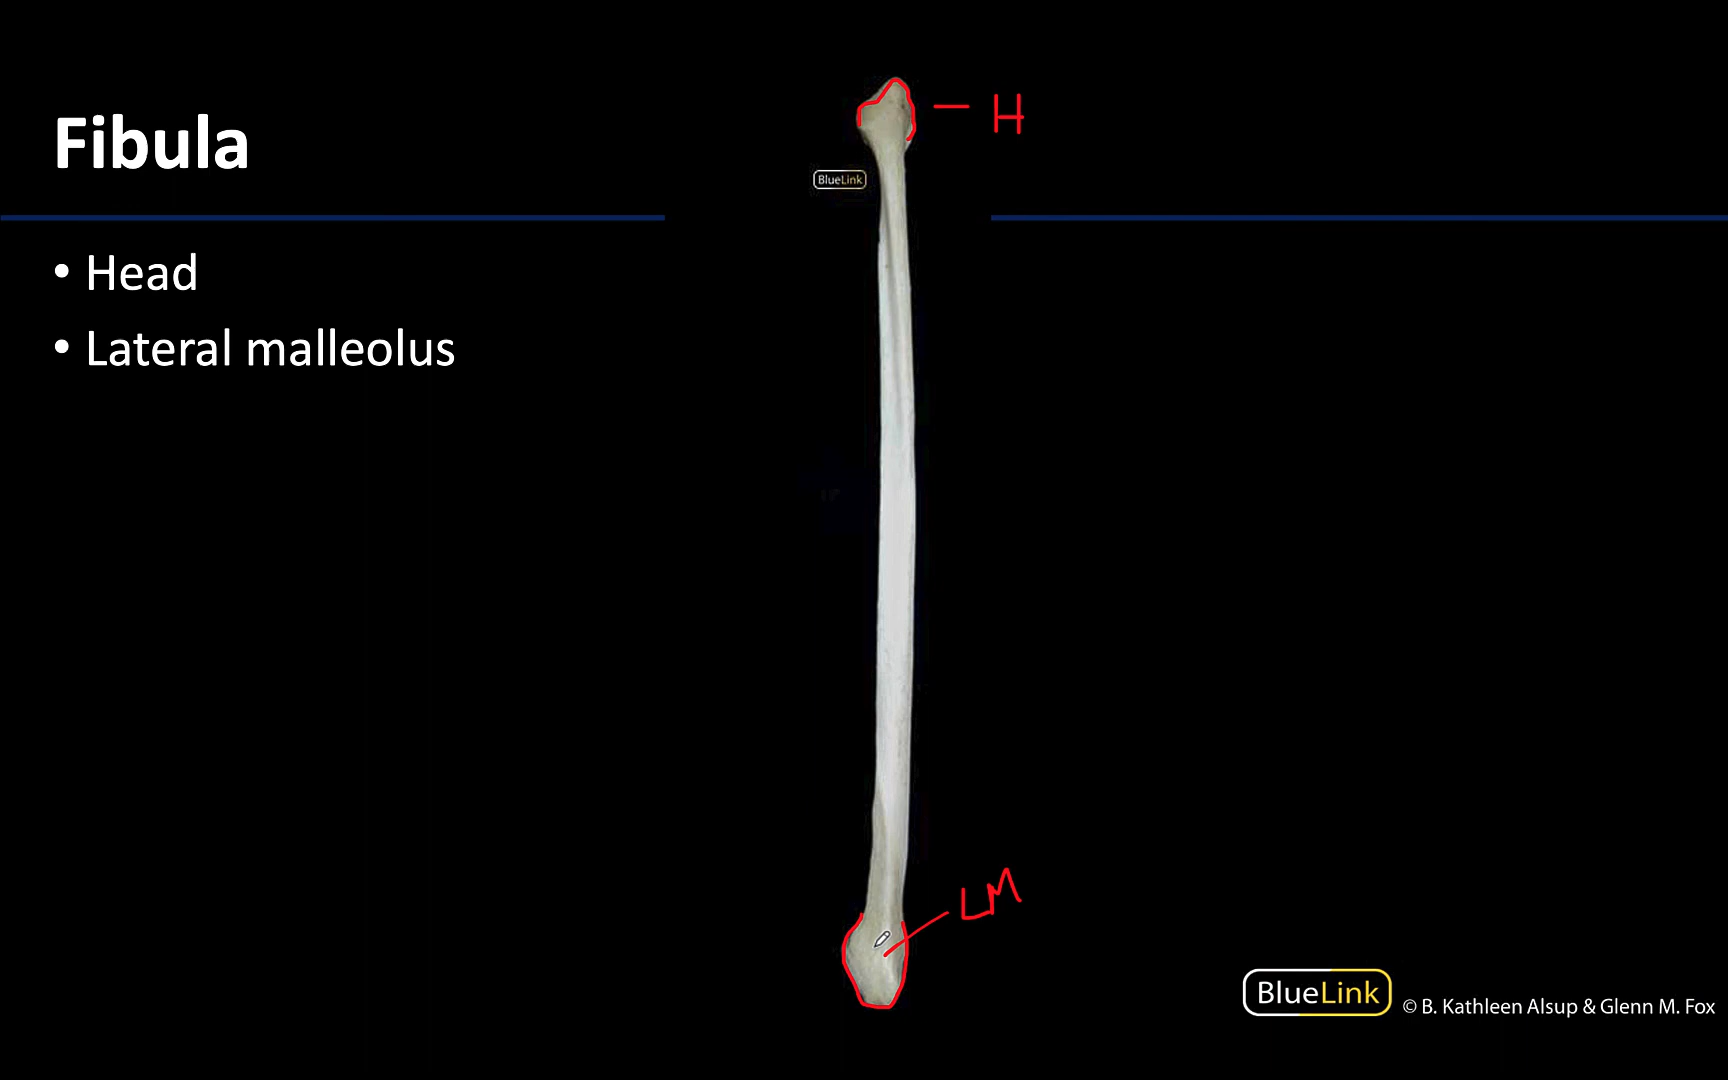 Fibula
H
BlueLink
• Head
• Lateral malleolus
LM
BlueLink
© B. Kathleen Alsup & Glenn M. Fox